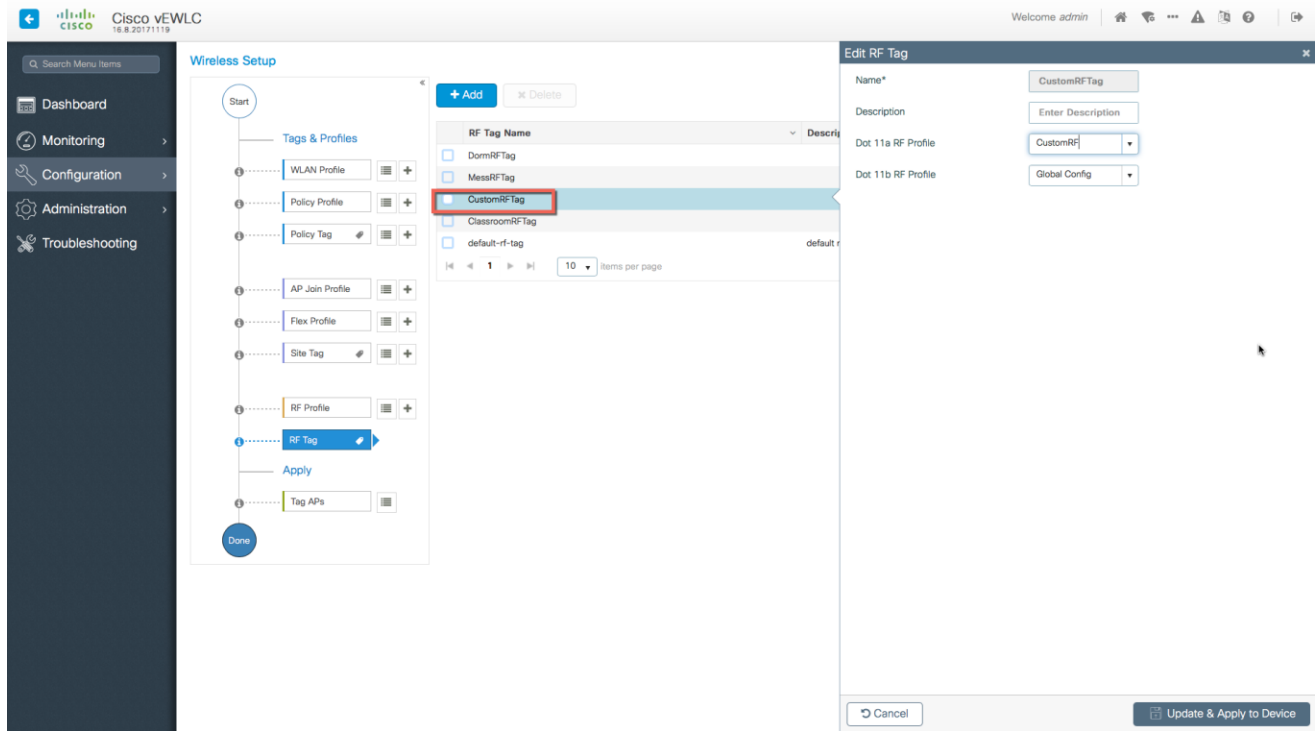 CISCO
Cisco vEWLC
16.8.20171119
Welcome admin
Search Menu Items
Dashboard
Monitoring
Configuration
Administration
Troubleshooting
Wireless Setup
Start
Tags & Profiles
WLAN Profile
Policy Profile
Policy Tag
AP Join Profile
Flex Profile
Site Tag
RF Profile
RF Tag
Apply
Tag APs
Done
+ Add
✖ Delete
RF Tag Name
Descrip
DormRFTag
MessRFTag
CustomRFTag
ClassroomRFTag
default-rf-tag
default r
1
10
items per page
Edit RF Tag
Name*
CustomRFTag
Description
Enter Description
Dot 11a RF Profile
CustomRF
Dot 11b RF Profile
Global Config
Cancel
Update & Apply to Device